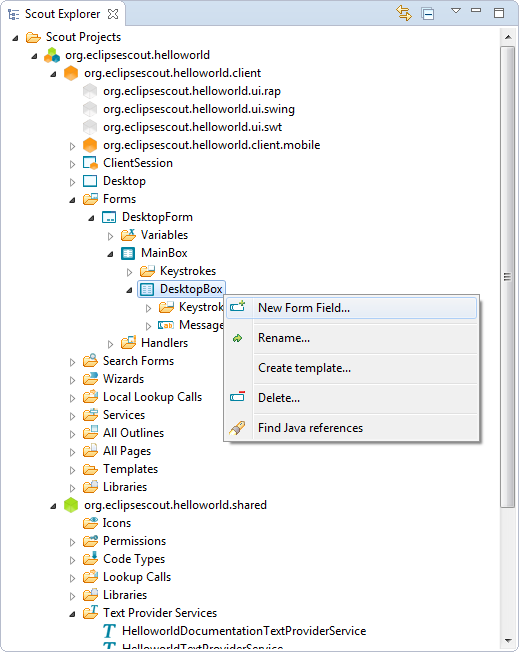 Scout Explorer
Scout Projects
org.eclipsescout.helloworld
org.eclipsescout.helloworld.client
org.eclipsescout.helloworld.ui.rap
org.eclipsescout.helloworld.ui.swing
org.eclipsescout.helloworld.ui.swt
org.eclipsescout.helloworld.client.mobile
ClientSession
Desktop
Forms
DesktopForm
Variables
MainBox
Keystrokes
DesktopBox
Keystrok
Message
Handlers
Search Forms
Wizards
Local Lookup Calls
Services
All Outlines
All Pages
Templates
Libraries
org.eclipsescout.helloworld.shared
Icons
Permissions
Code Types
Lookup Calls
Libraries
Text Provider Services
HelloworldDocumentationTextProviderService
HelloworldTextProviderService
New Form Field...
Rename...
Create template...
Delete...
Find Java references